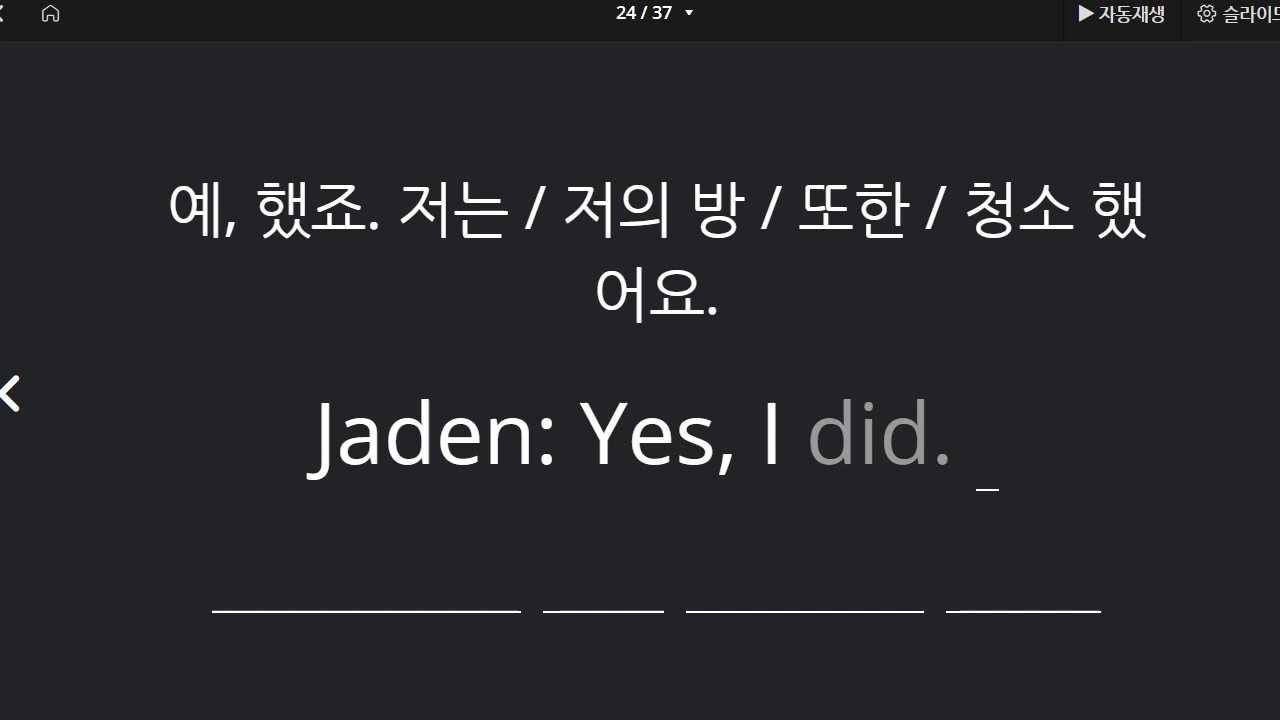 24 / 37
자동재생
슬라이드
예, 했죠. 저는 / 저의 방 / 또한 / 청소 했
어요.
Jaden: Yes, I did. _